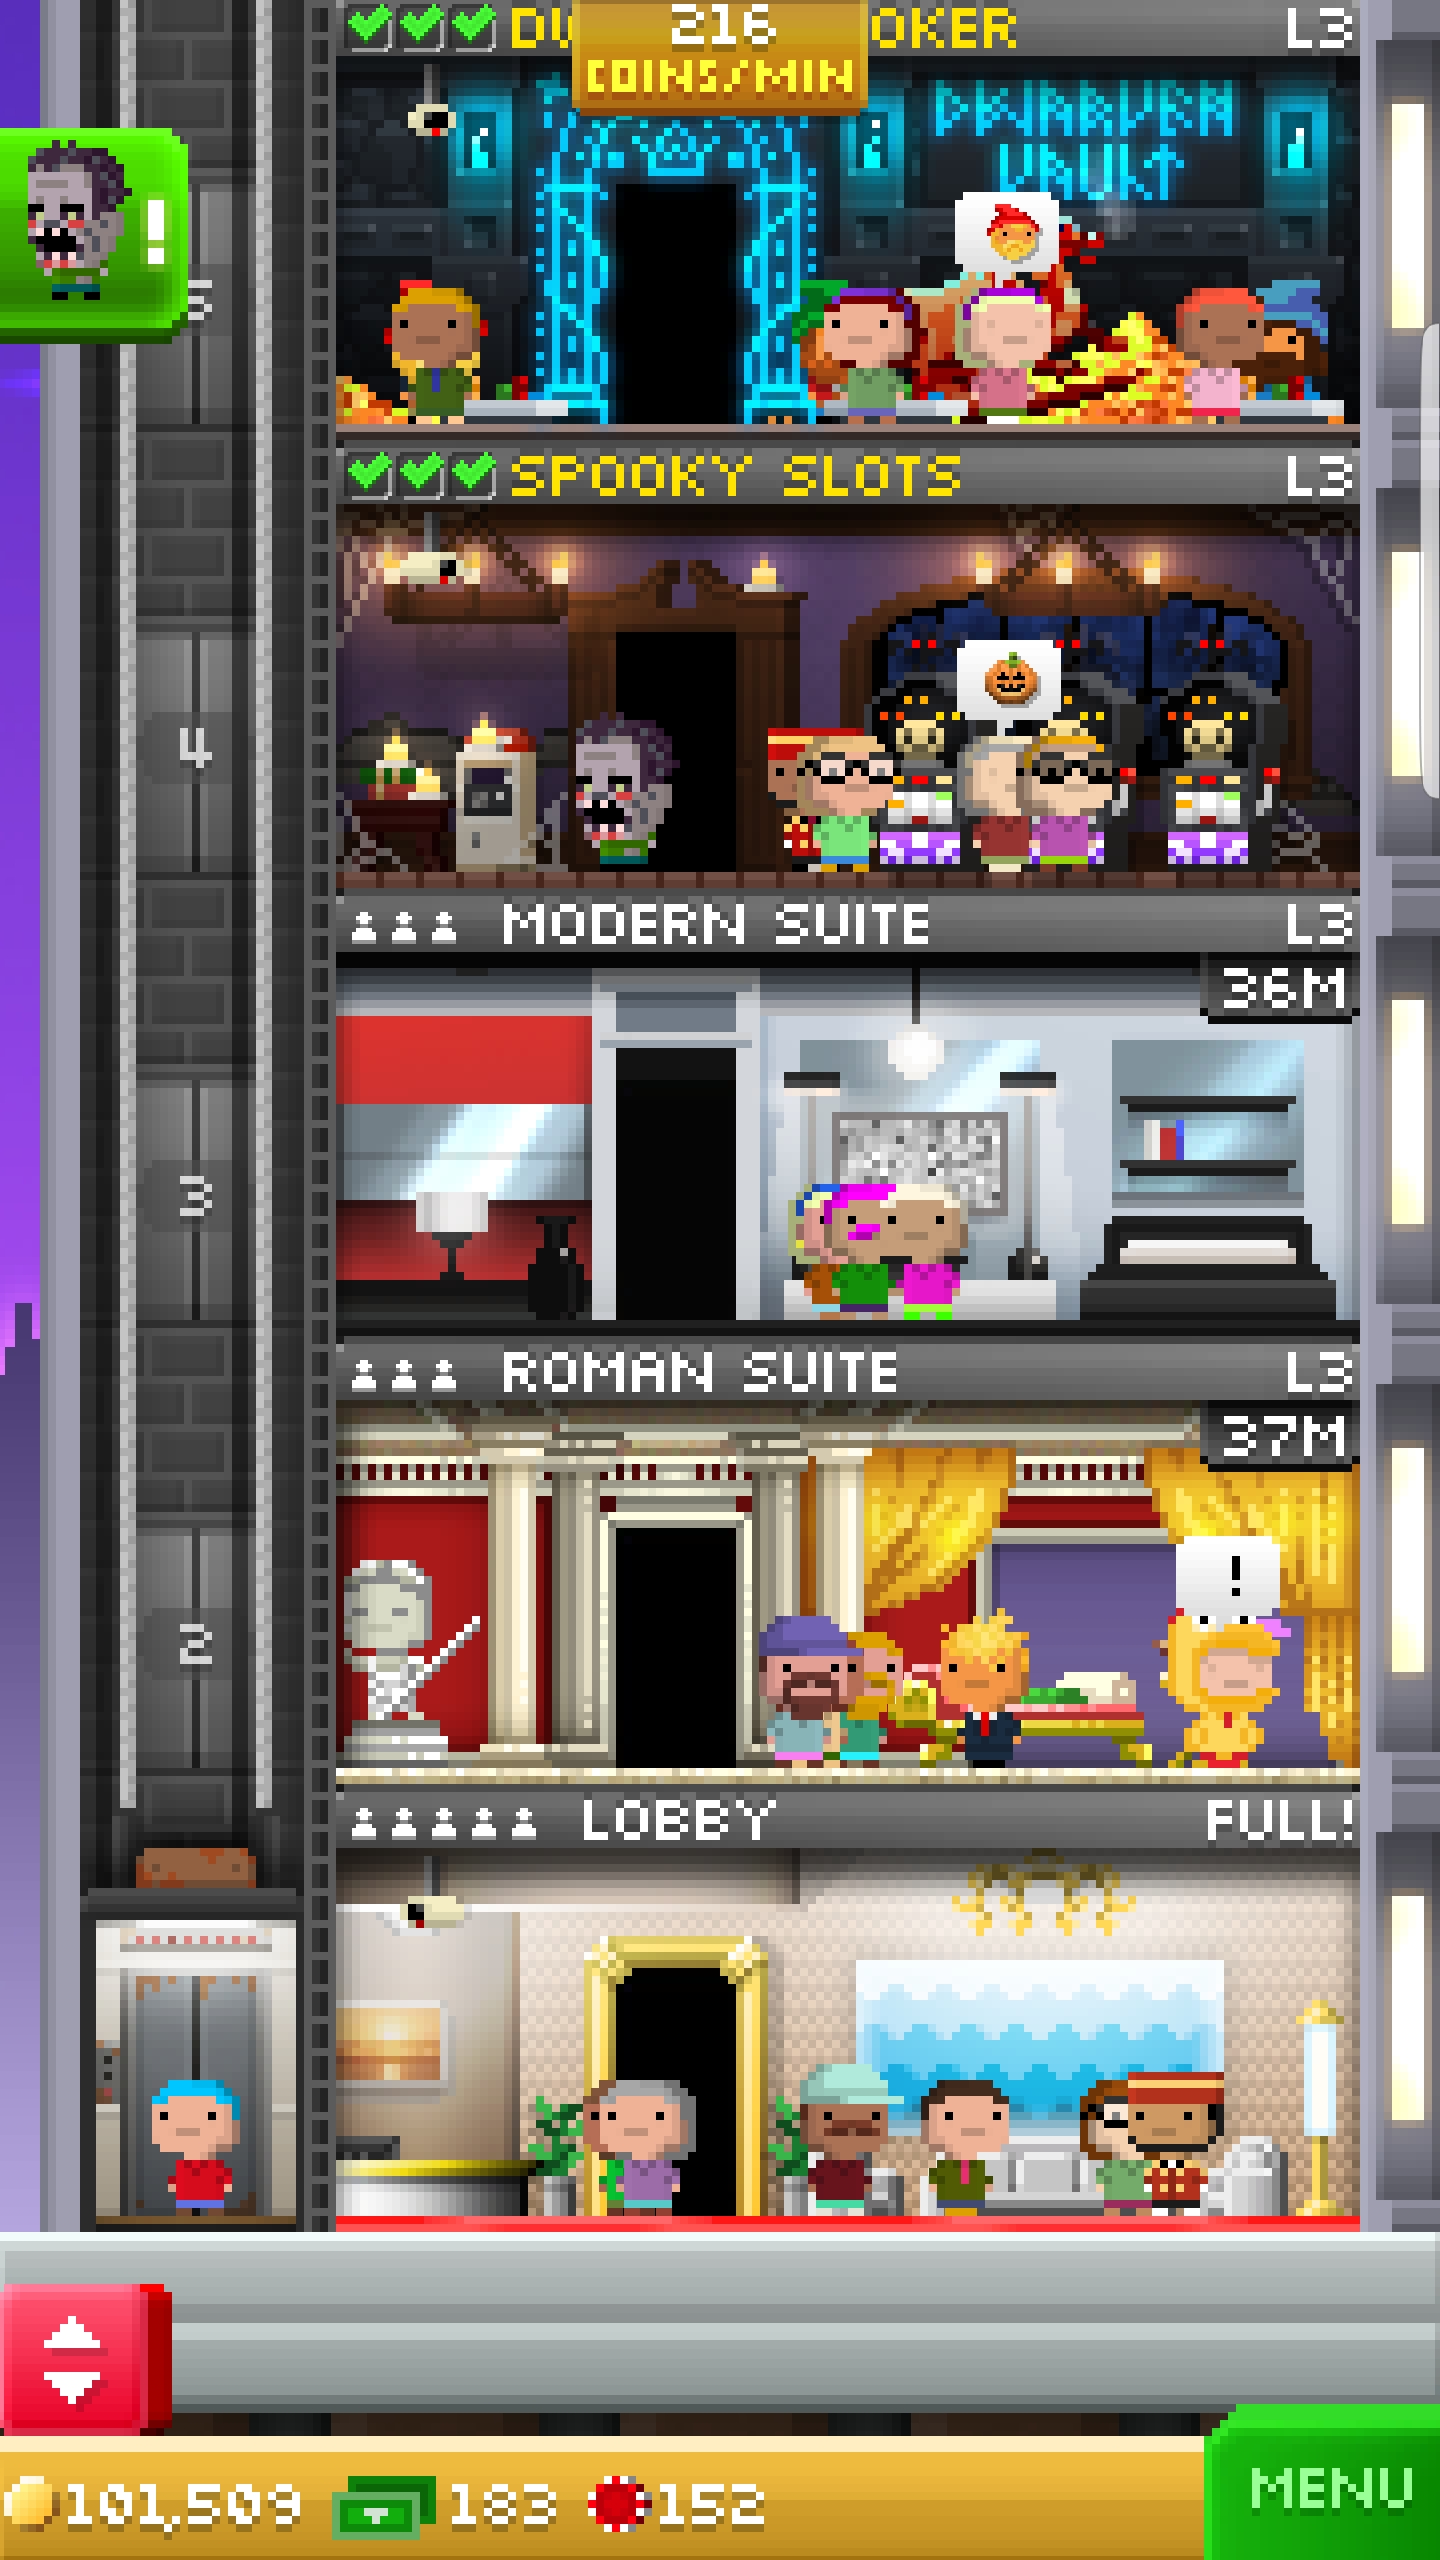 216
COINS/MIN
OKER L3
DWARVEN
VAULT
!
5
SPOOKY SLOTS L3
4
MODERN SUITE L3
36M
3
ROMAN SUITE L3
37M
!
2
LOBBY FULL!
101,509 183 152
MENU